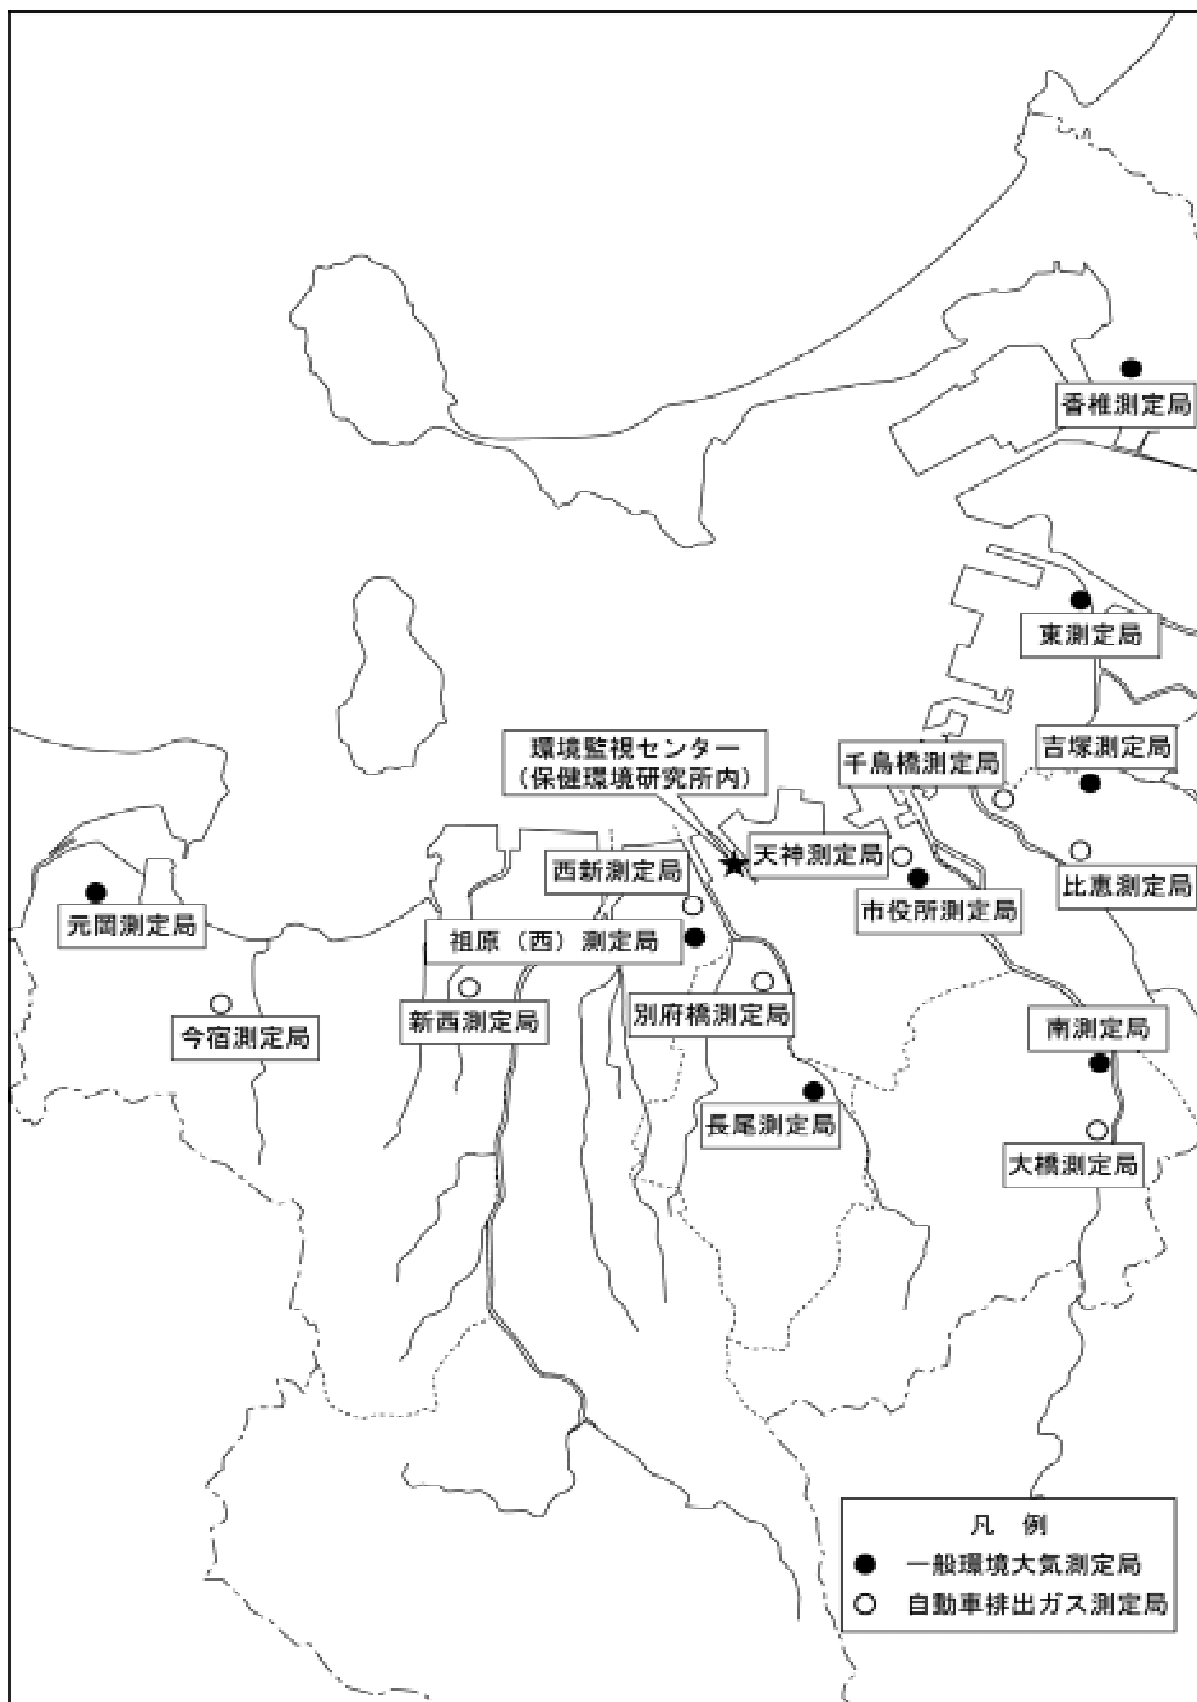 香椎測定局
東測定局
吉塚測定局
環境監視センター
（保健環境研究所内）
千鳥橋測定局
天神測定局
西新測定局
比恵測定局
市役所測定局
元岡測定局
祖原（西）測定局
新西測定局
別府橋測定局
南測定局
今宿測定局
長尾測定局
大橋測定局
凡　例
一般環境大気測定局
自動車排出ガス測定局